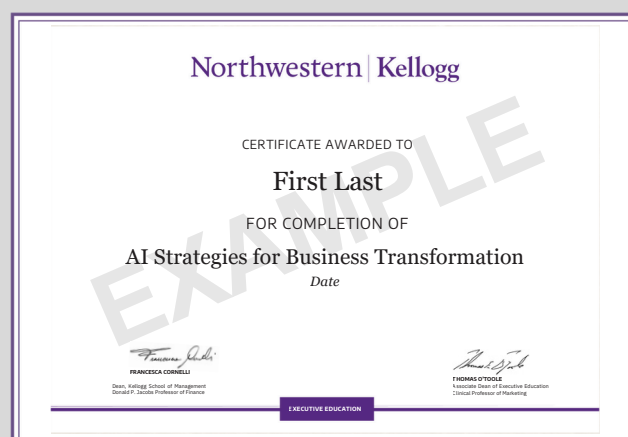 Northwestern | Kellogg
CERTIFICATE AWARDED TO
First Last
FOR COMPLETION OF
AI Strategies for Business Transformation
Date
EXAMPLE
FRANCESCA CORNELLI
Dean, Kellogg School of Management
Donald P. Jacobs Professor of Finance
THOMAS O'TOOLE
Associate Dean of Executive Education
Clinical Professor of Marketing
EXECUTIVE EDUCATION